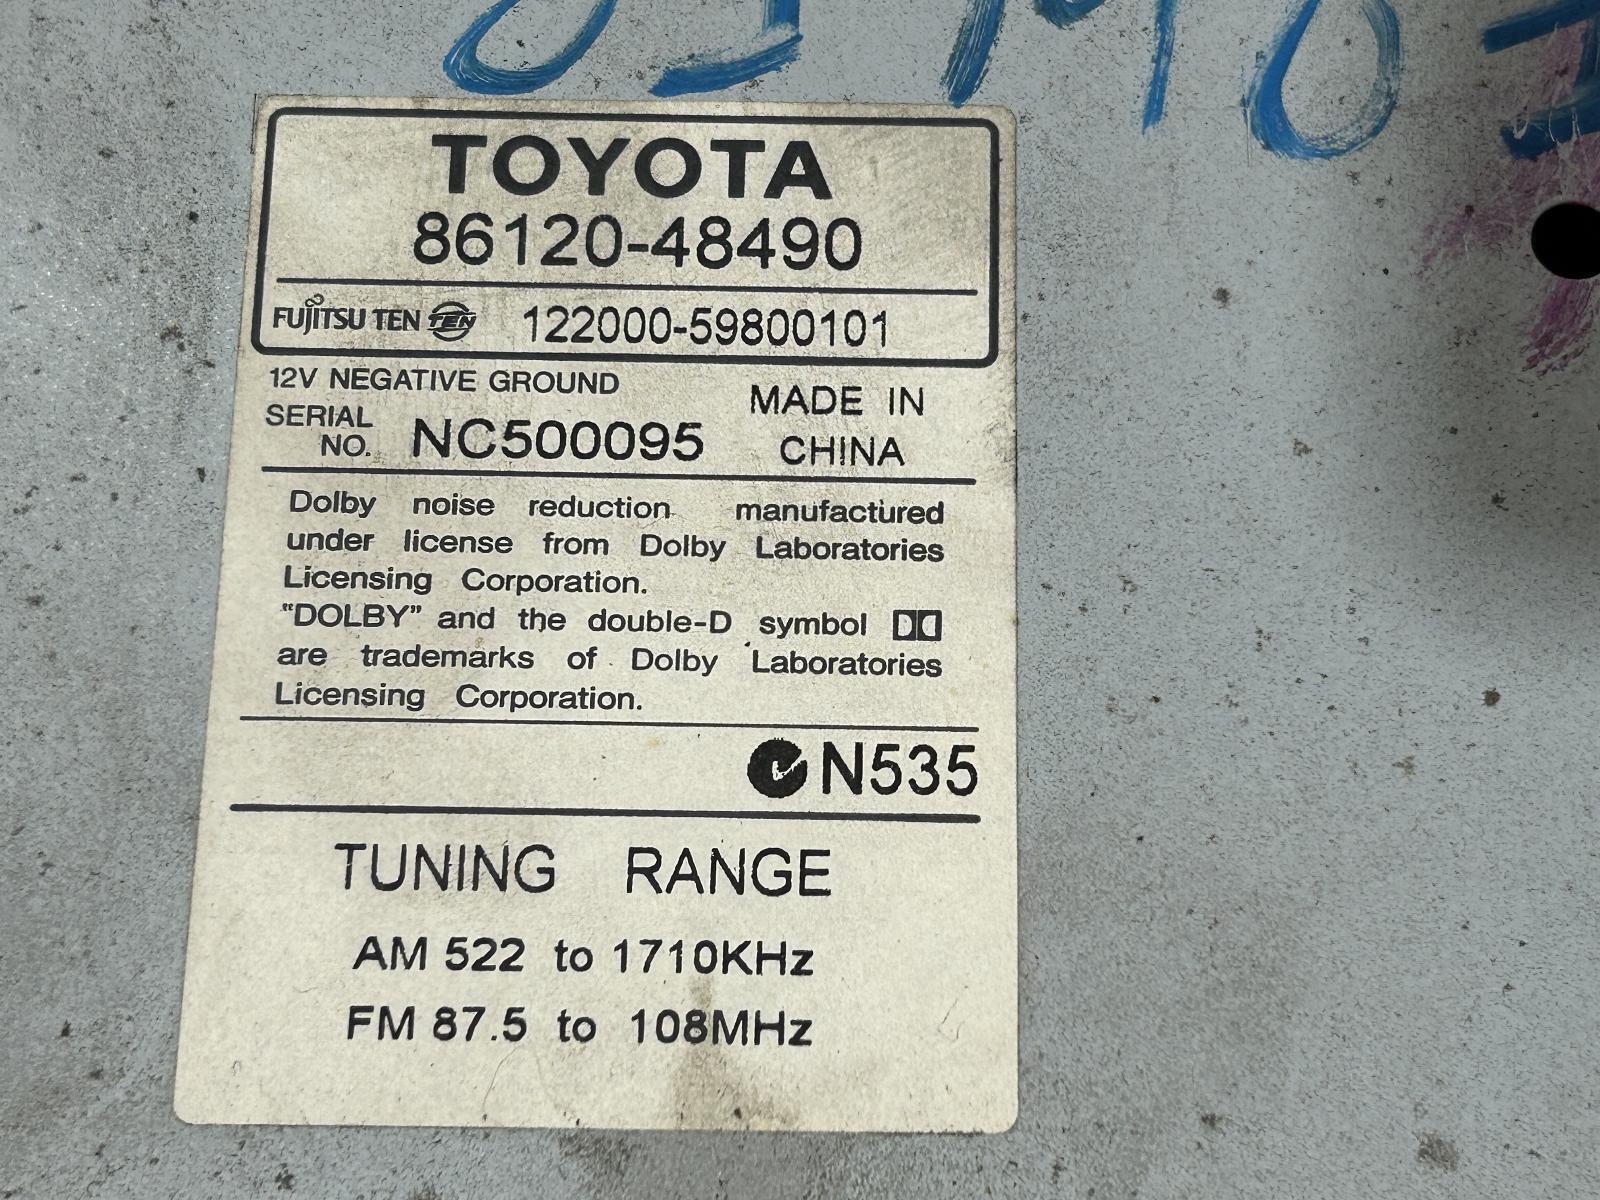 TOYOTA
86120-48490
FUJITSU TEN TEN 122000-59800101
12V NEGATIVE GROUND
SERIAL NO. NC500095
MADE IN CHINA
Dolby noise reduction manufactured
under license from Dolby Laboratories
Licensing Corporation.
"DOLBY" and the double-D symbol
are trademarks of Dolby Laboratories
Licensing Corporation.
N535
TUNING RANGE
AM 522 to 1710KHz
FM 87.5 to 108MHz